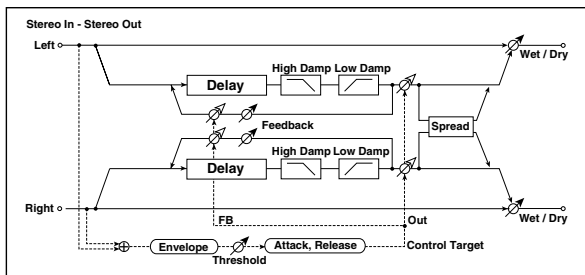 Stereo In - Stereo Out
Left
Wet / Dry
High Damp Low Damp
Delay
Feedback
Spread
High Damp Low Damp
Delay
Right
FB
Out
Wet / Dry
Envelope
Threshold
Attack, Release
Control Target